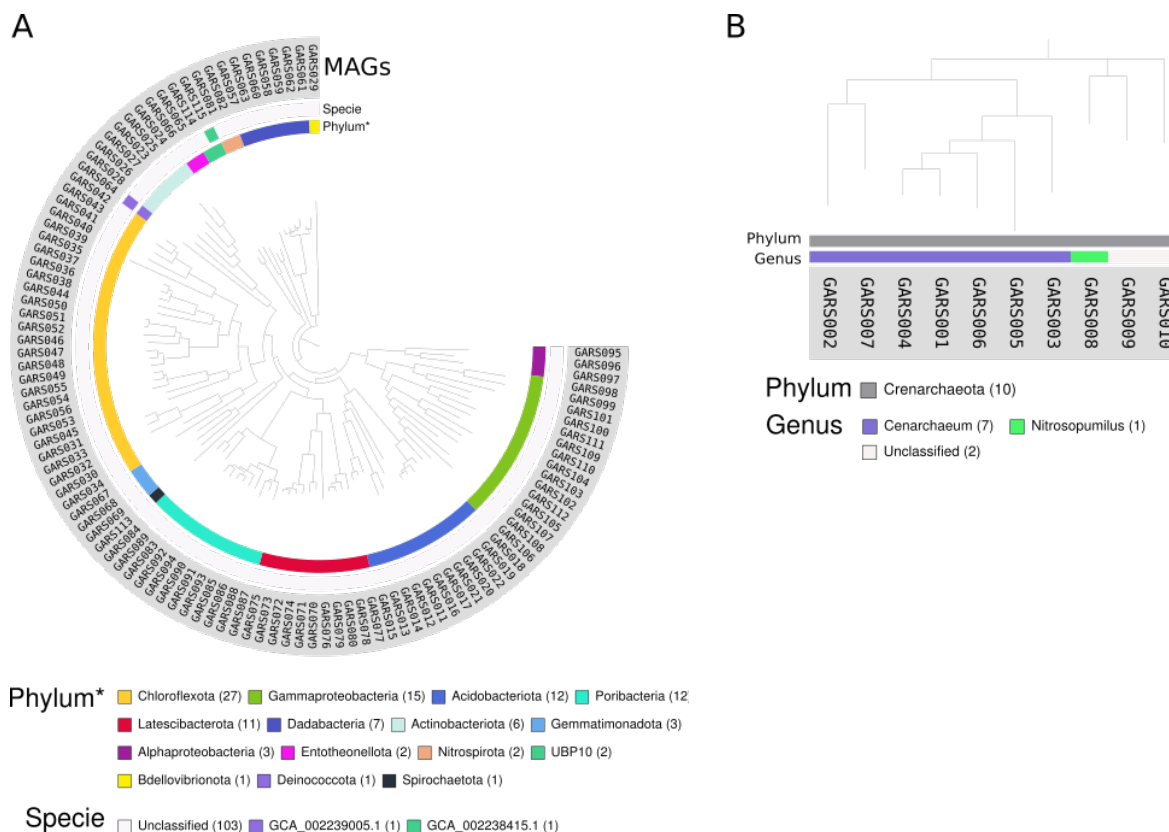 A
MAGs
Specie
Phylum*
GARS029
GARS061
GARS062
GARS059
GARS058
GARS060
GARS063
GARS057
GARS082
GARS081
GARS115
GARS114
GARS065
GARS066
GARS024
GARS025
GARS023
GARS027
GARS026
GARS028
GARS064
GARS042
GARS043
GARS041
GARS040
GARS039
GARS035
GARS037
GARS036
GARS038
GARS044
GARS050
GARS051
GARS052
GARS046
GARS047
GARS048
GARS049
GARS055
GARS054
GARS056
GARS053
GARS045
GARS031
GARS033
GARS032
GARS030
GARS034
GARS067
GARS068
GARS069
GARS113
GARS084
GARS089
GARS083
GARS092
GARS094
GARS090
GARS091
GARS093
GARS085
GARS086
GARS088
GARS087
GARS075
GARS073
GARS072
GARS074
GARS071
GARS070
GARS076
GARS079
GARS080
GARS078
GARS077
GARS015
GARS013
GARS014
GARS012
GARS011
GARS016
GARS017
GARS021
GARS020
GARS022
GARS019
GARS018
GARS106
GARS108
GARS107
GARS105
GARS112
GARS102
GARS103
GARS104
GARS110
GARS109
GARS111
GARS100
GARS101
GARS099
GARS098
GARS097
GARS096
GARS095
Phylum* Chloroflexota (27) Gammaproteobacteria (15) Acidobacteriota (12) Poribacteria (12)
Latescibacterota (11) Dadabacteria (7) Actinobacteriota (6) Gemmatimonadota (3)
Alphaproteobacteria (3) Entotheonellota (2) Nitrospirota (2) UBP10 (2)
Bdellovibrionota (1) Deinococcota (1) Spirochaetota (1)
Specie Unclassified (103) GCA_002239005.1 (1) GCA_002238415.1 (1)
B
Phylum
Genus
GARS002
GARS007
GARS004
GARS001
GARS006
GARS005
GARS003
GARS008
GARS009
GARS010
Phylum Crenarchaeota (10)
Genus Cenarchaeum (7) Nitrosopumilus (1)
Unclassified (2)